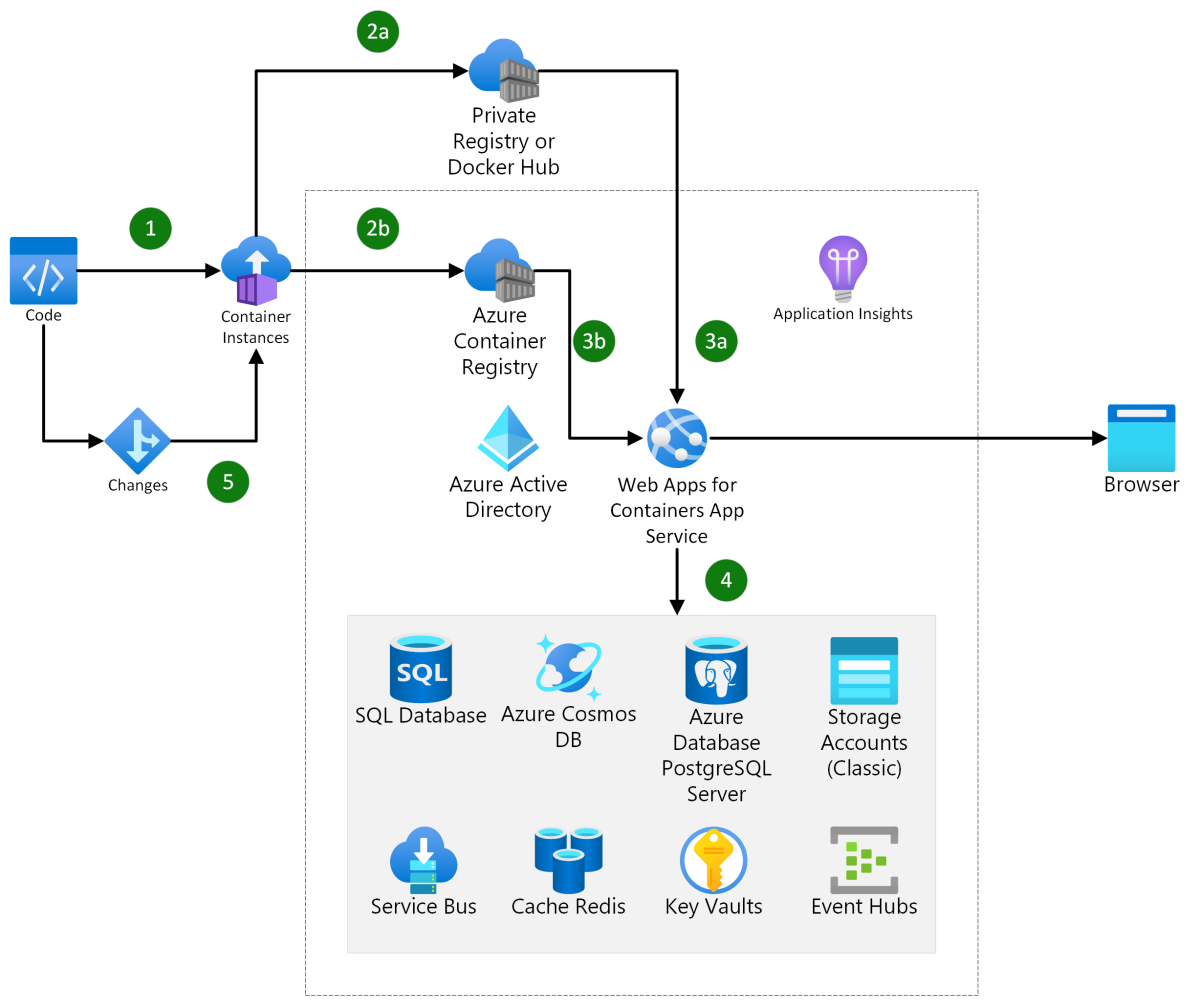 2a
Private
Registry or
Docker Hub
1
2b
Code
Container
Instances
Azure
Container
Registry
3b
3a
Application Insights
Changes
5
Azure Active
Directory
Web Apps for
Containers App
Service
Browser
4
SQL
SQL Database
Azure Cosmos
DB
Azure
Database
PostgreSQL
Server
Storage
Accounts
(Classic)
Service Bus
Cache Redis
Key Vaults
Event Hubs